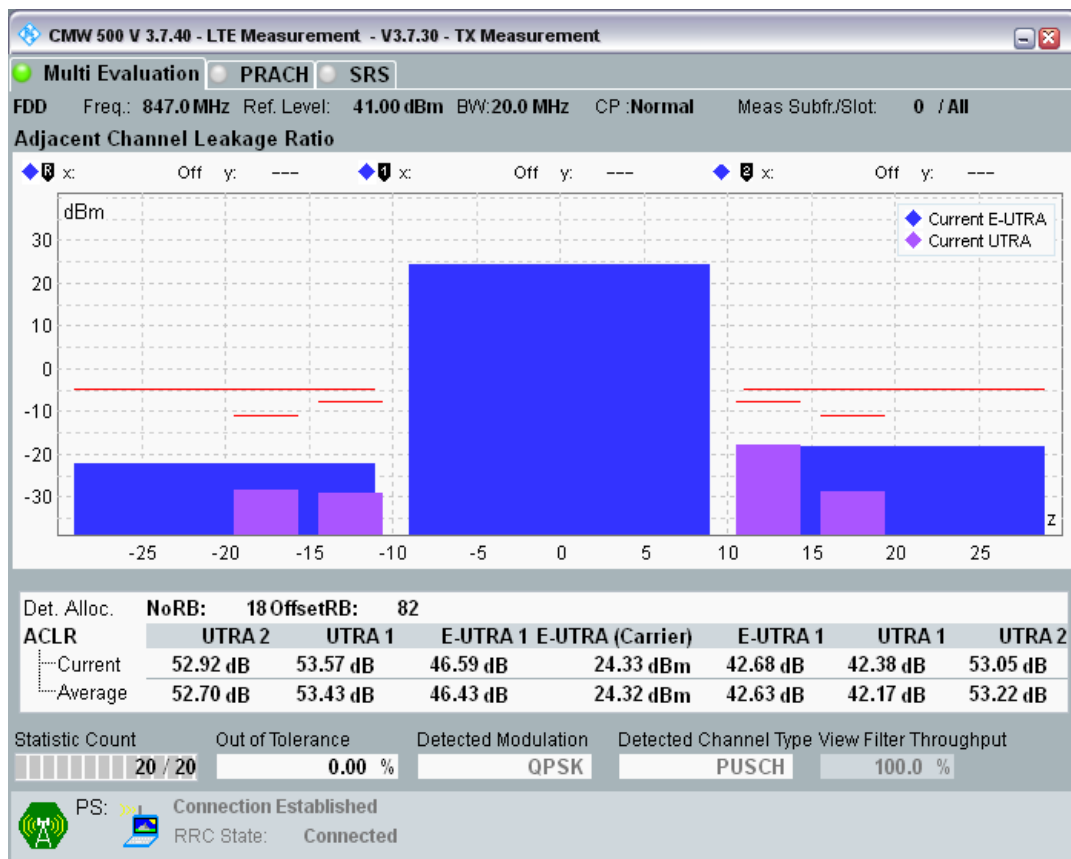 CMW 500 V 3.7.40 - LTE Measurement - V3.7.30 - TX Measurement
Multi Evaluation PRACH SRS
FDD Freq.: 847.0 MHz Ref. Level: 41.00 dBm BW:20.0 MHz CP :Normal Meas Subfr./Slot: 0 / All
Adjacent Channel Leakage Ratio
R x: Off y: --- 1 x: Off y: --- 2 x: Off y: ---
dBm
Current E-UTRA
Current UTRA
30
20
10
0
-10
-20
-30
z
-25 -20 -15 -10 -5 0 5 10 15 20 25
Det. Alloc. NoRB: 18 OffsetRB: 82
ACLR UTRA 2 UTRA 1 E-UTRA 1 E-UTRA (Carrier) E-UTRA 1 UTRA 1 UTRA 2
Current 52.92 dB 53.57 dB 46.59 dB 24.33 dBm 42.68 dB 42.38 dB 53.05 dB
Average 52.70 dB 53.43 dB 46.43 dB 24.32 dBm 42.63 dB 42.17 dB 53.22 dB
Statistic Count Out of Tolerance Detected Modulation Detected Channel Type View Filter Throughput
20 / 20 0.00 % QPSK PUSCH 100.0 %
PS: Connection Established
RRC State: Connected